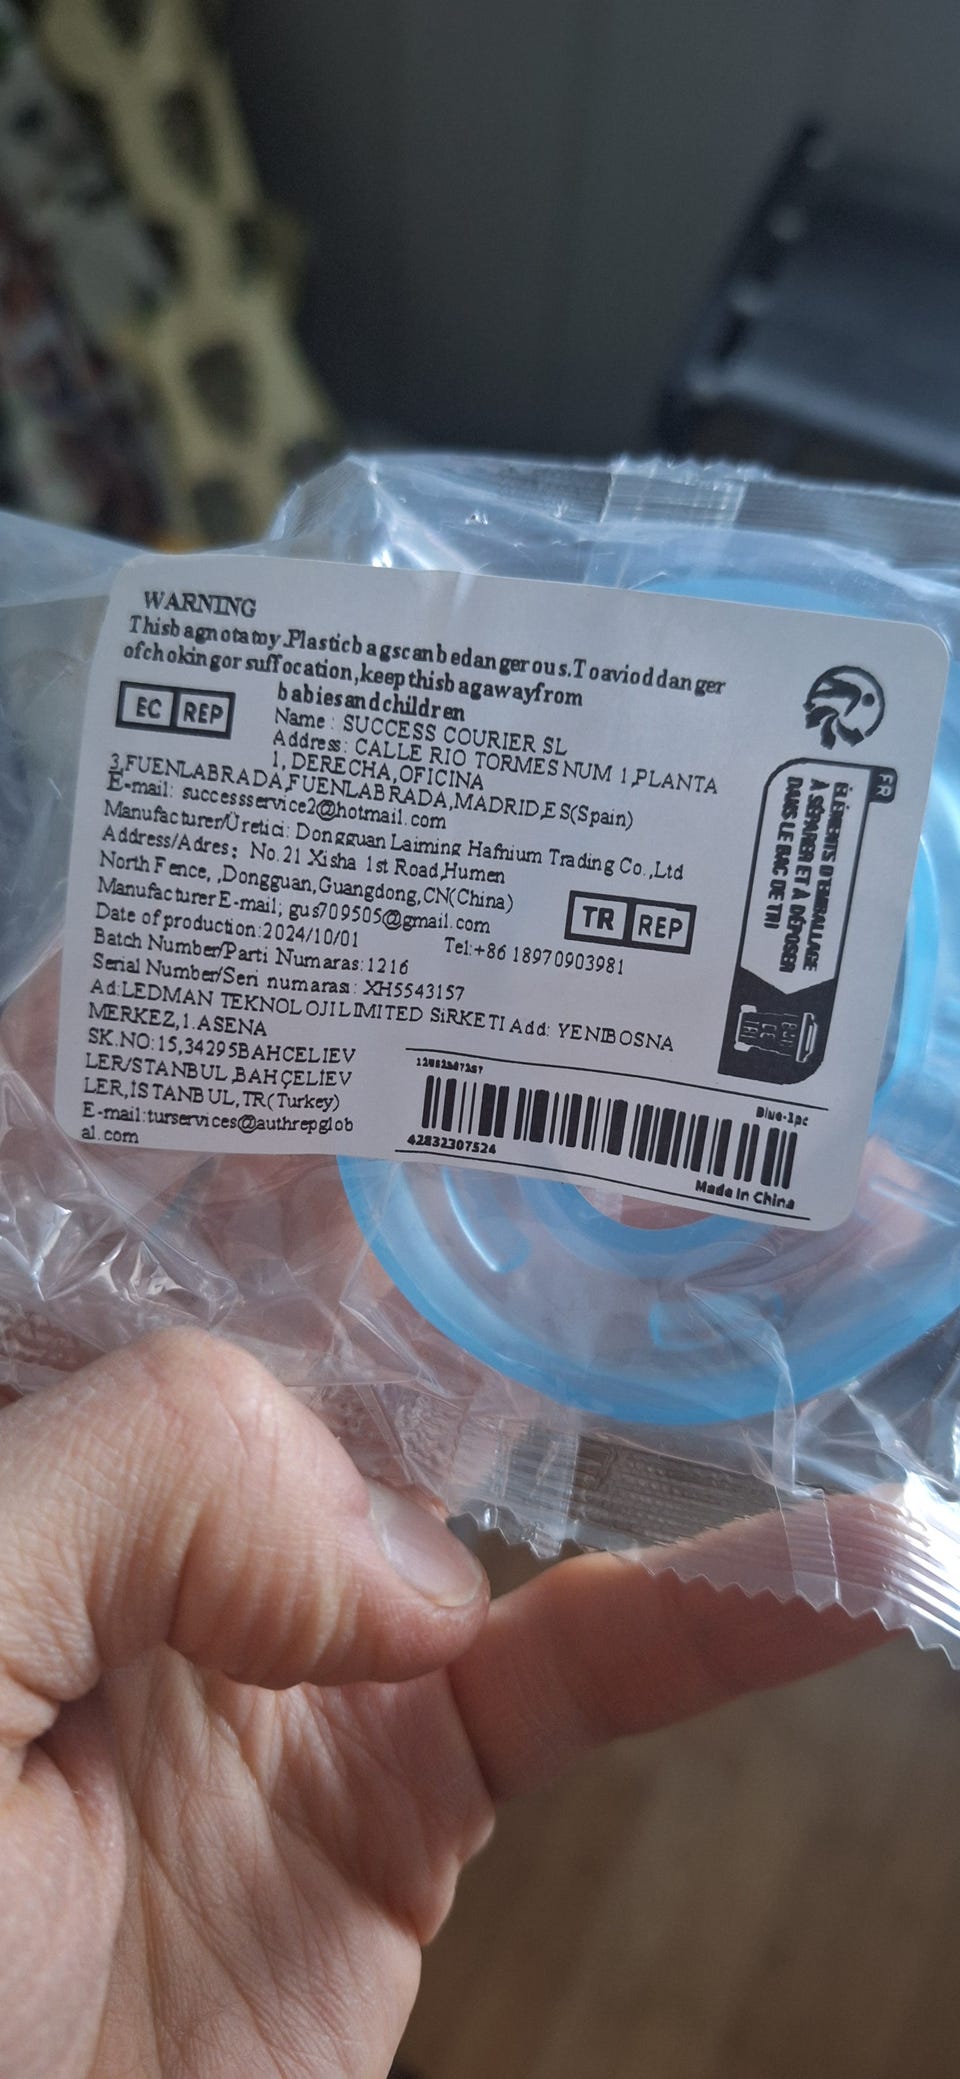 WARNING
Thisbagnotatoy.Plasticbagscanbedangerous.Toavioddanger
ofchokingor suffocation,keepthisbagawayfrom
babiesandchildren
EC REP
Name : SUCCESS COURIER SL
Address: CALLE RIO TORMES NUM 1,PLANTA
1, DERECHA,OFICINA
3,FUENLABRADA,FUENLABRADA,MADRID,ES(Spain)
E-mail: successservice2@hotmail.com
Manufacturer/Üretici: Dongguan Laiming Hafnium Trading Co.,Ltd
Address/Adres: No.21 Xisha 1st Road,Humen
North Fence, ,Dongguan,Guangdong,CN(China)
Manufacturer E-mail; gus709505@gmail.com
TR REP
Date of production:2024/10/01
Tel:+86 18970903981
Batch Number/Parti Numaras:1216
Serial Number/Seri numarası: XH5543157
Ad:LEDMAN TEKNOLOJI LIMITED SiRKETI Add: YENIBOSNA
MERKEZ,1.ASENA
SK.NO:15,34295BAHCELIEV
LER/STANBUL,BAHÇELİEV
LER,İSTANBUL,TR(Turkey)
E-mail:turservices@authrepglob
al.com
Blue-1pc
42832307524
Made In China
FR
ÉLÉMENTS D'EMBALLAGE
À SÉPARER ET À DÉPOSER
DANS LE BAC DE TRI